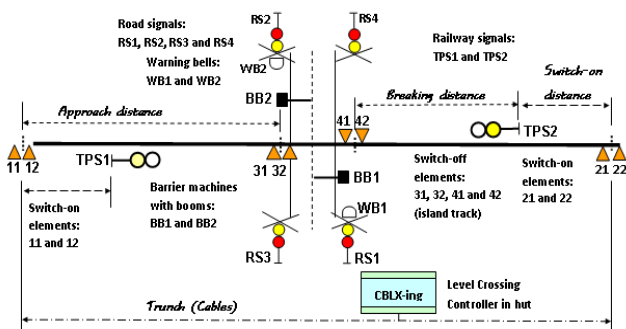 Road signals:
RS1, RS2, RS3 and RS4
Warning bells:
WB1 and WB2
RS2
RS4
WB2
BB2
Railway signals:
TPS1 and TPS2
Switch-on
distance
Approach distance
Breaking distance
41 42
TPS2
11 12
TPS1
31 32
21 22
Switch-on
elements:
11 and 12
Barrier machines
with booms:
BB1 and BB2
BB1
WB1
Switch-off
elements:
31, 32, 41 and 42
(island track)
Switch-on
elements:
21 and 22
RS3
RS1
CBLX-ing
Level Crossing
Controller in hut
Trunch (Cables)